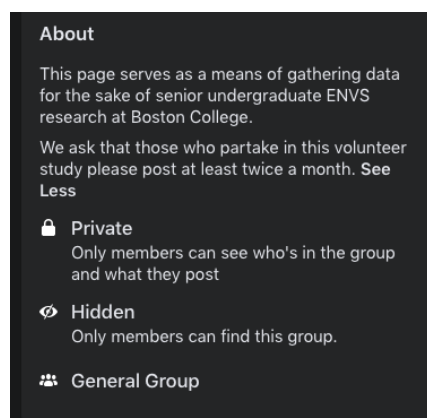 About
This page serves as a means of gathering data
for the sake of senior undergraduate ENVS
research at Boston College.
We ask that those who partake in this volunteer
study please post at least twice a month. See
Less
Private
Only members can see who's in the group
and what they post
Hidden
Only members can find this group.
General Group